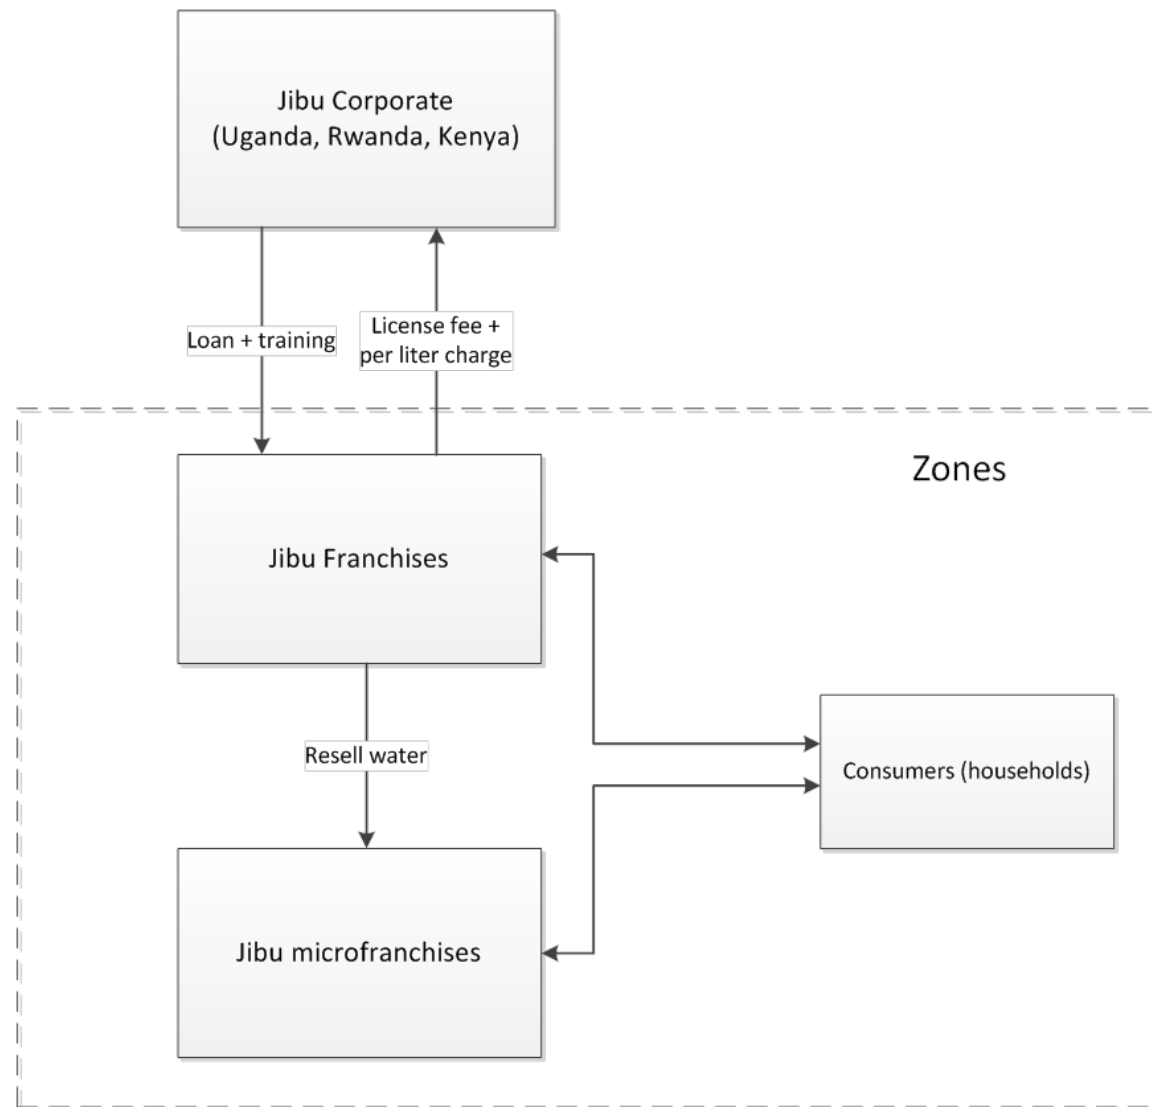 Jibu Corporate
(Uganda, Rwanda, Kenya)
Loan + training
License fee +
per liter charge
Zones
Jibu Franchises
Resell water
Consumers (households)
Jibu microfranchises